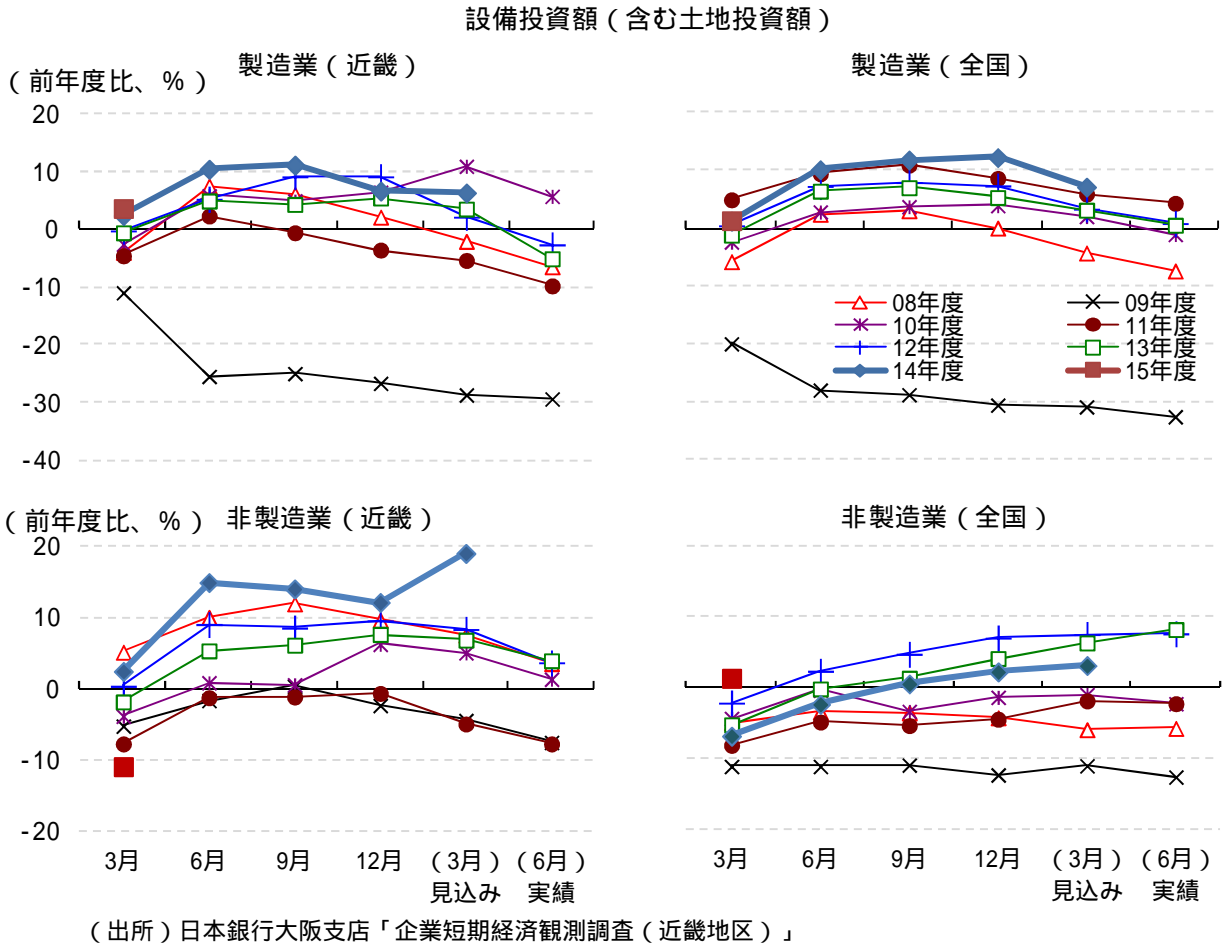 設備投資額（含む土地投資額）
（前年度比、％）
製造業（近畿）
20
10
0
-10
-20
-30
-40
製造業（全国）
08年度
09年度
10年度
11年度
12年度
13年度
14年度
15年度
（前年度比、％）
非製造業（近畿）
20
10
0
-10
-20
3月 6月 9月 12月 （3月） （6月）
見込み 実績
非製造業（全国）
3月 6月 9月 12月 （3月） （6月）
見込み 実績
（出所）日本銀行大阪支店「企業短期経済観測調査（近畿地区）」